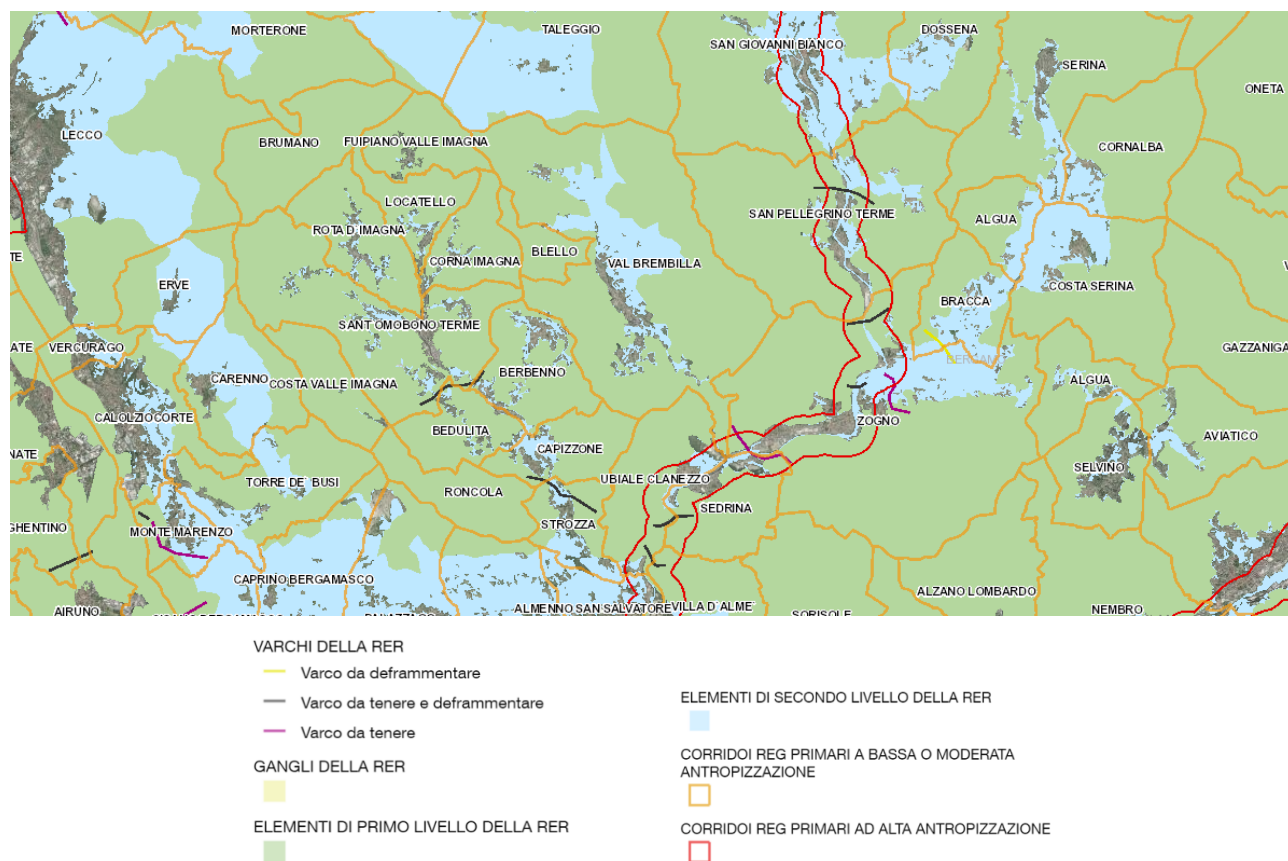 MORTERONE
TALEGGIO
DOSSENA
SAN GIOVANNI BIANCO
SERINA
ONETA
LECCO
BRUMANO
FUIPIANO VALLE IMAGNA
CORNALBA
LOCATELLO
SAN PELLEGRINO TERME
ALGUA
ROTA D`IMAGNA
BLELLO
CORNA IMAGNA
VAL BREMBILLA
TE
ERVE
COSTA SERINA
BRACCA
SANT`OMOBONO TERME
ATE
VERCURAGO
GAZZANIGA
BERGAM
BERBENNO
CARENNO
COSTA VALLE IMAGNA
ALGUA
CALOLZIOCORTE
ZOGNO
BEDULITA
AVIATICO
NATE
CAPIZZONE
SELVINO
UBIALE CLANEZZO
TORRE DE` BUSI
RONCOLA
SEDRINA
GHENTINO
MONTE MARENZO
STROZZA
CAPRINO BERGAMASCO
ALZANO LOMBARDO
AIRUNO
ALMENNO SAN SALVATORE
VILLA D`ALME`
SORISOLE
NEMBRO
VARCHI DELLA RER
Varco da deframmentare
Varco da tenere e deframmentare
Varco da tenere
GANGLI DELLA RER
ELEMENTI DI PRIMO LIVELLO DELLA RER
ELEMENTI DI SECONDO LIVELLO DELLA RER
CORRIDOI REG PRIMARI A BASSA O MODERATA
ANTROPIZZAZIONE
CORRIDOI REG PRIMARI AD ALTA ANTROPIZZAZIONE